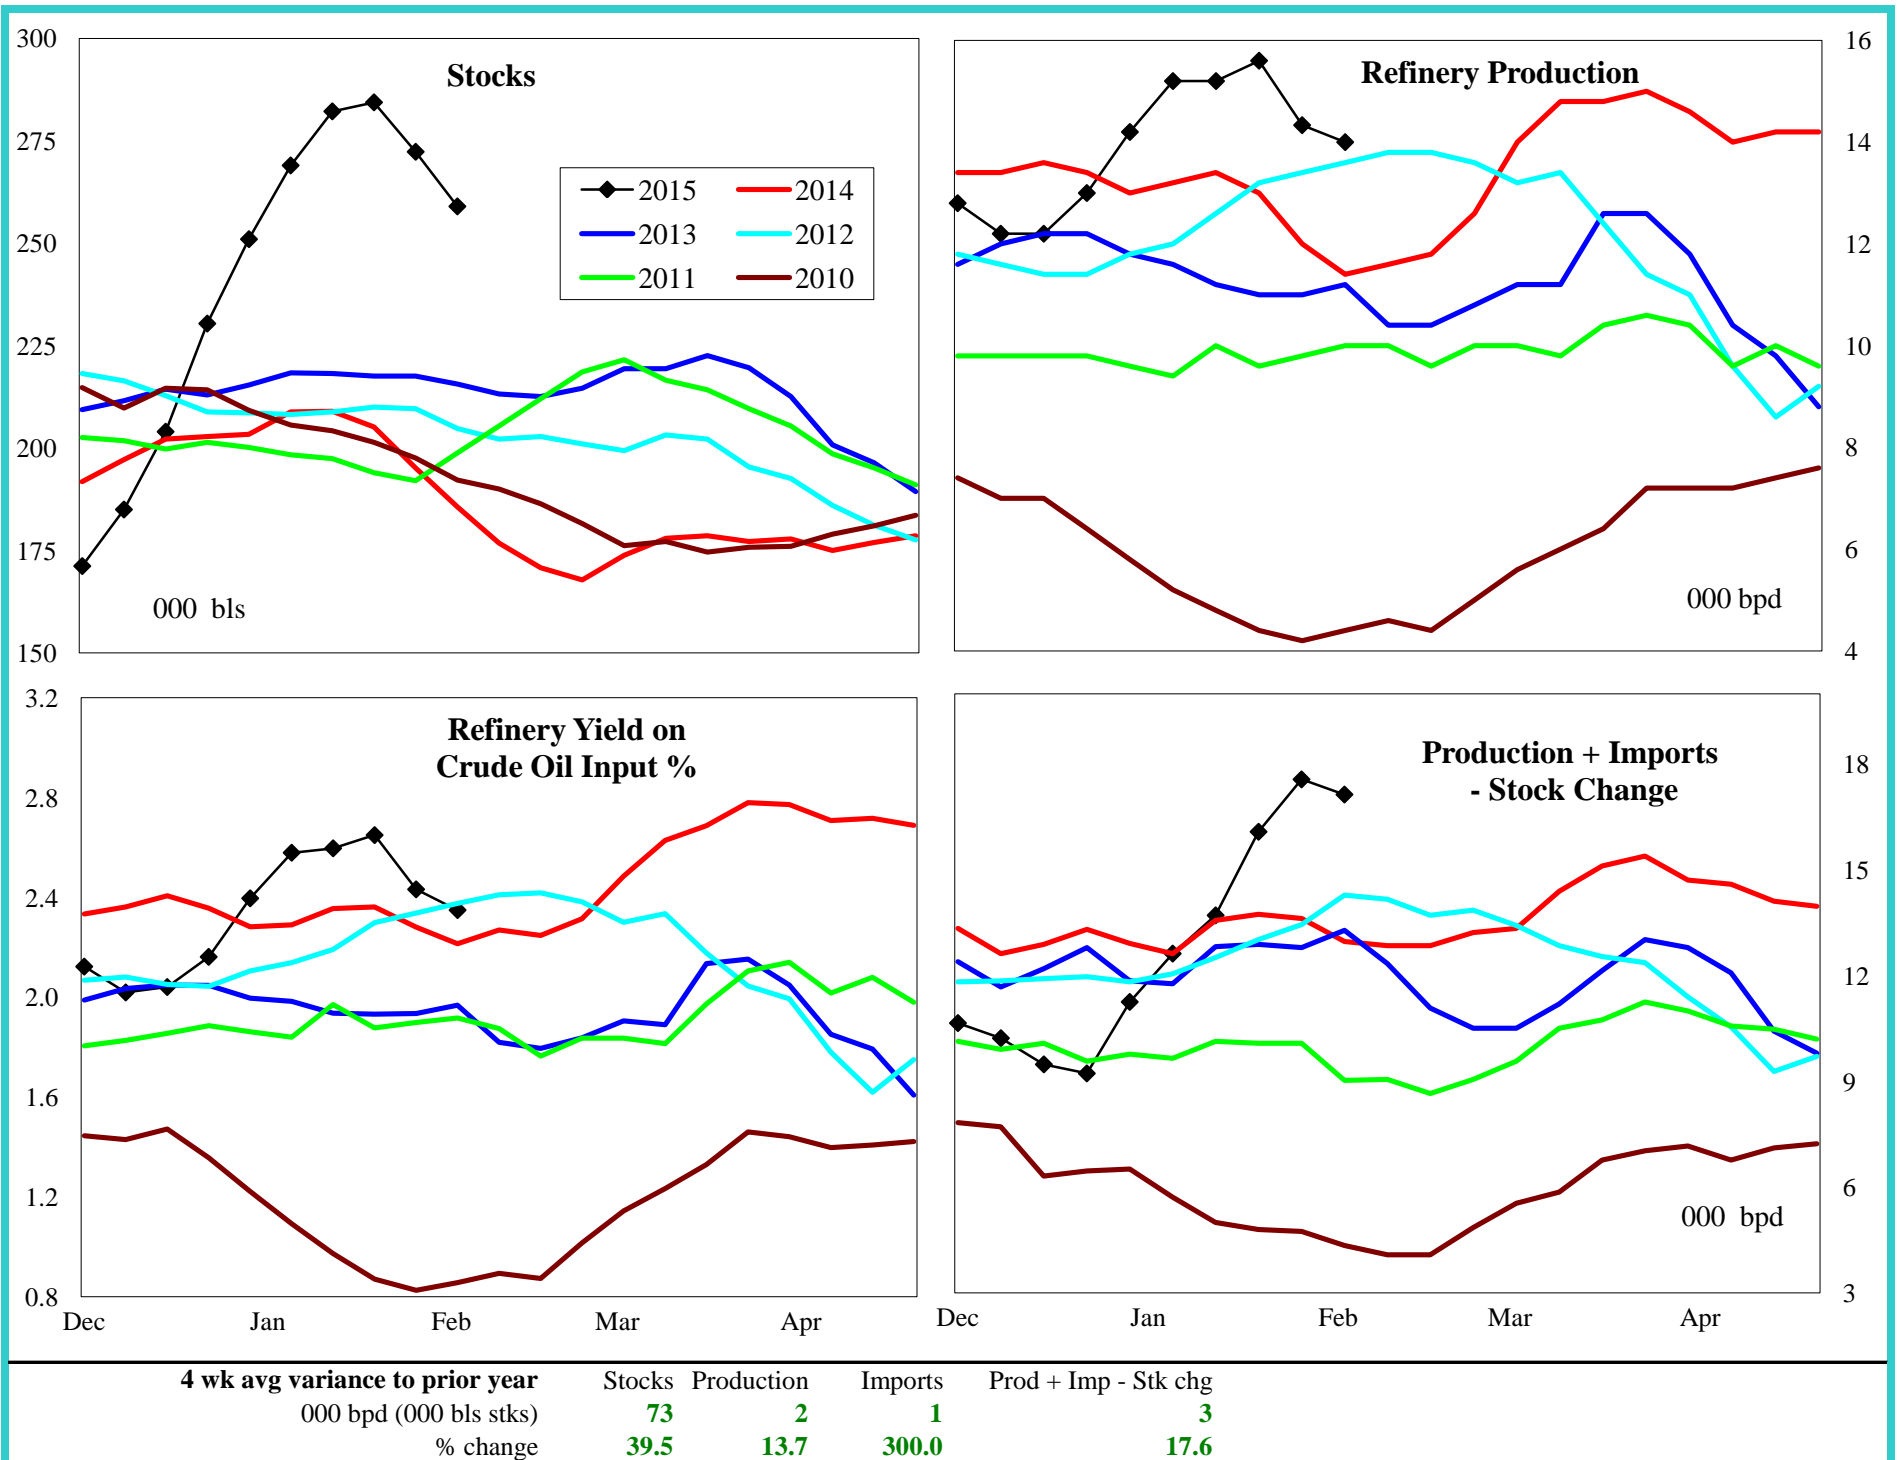 Stocks
300
275
250
225
200
175
150
2015
2014
2013
2012
2011
2010
000 bls
Refinery Production
16
14
12
10
8
6
4
000 bpd
Refinery Yield on
Crude Oil Input %
3.2
2.8
2.4
2.0
1.6
1.2
0.8
Dec Jan Feb Mar Apr
Production + Imports
- Stock Change
18
15
12
9
6
3
000 bpd
Dec Jan Feb Mar Apr
4 wk avg variance to prior year Stocks Production Imports Prod + Imp - Stk chg
000 bpd (000 bls stks) 73 2 1 3
% change 39.5 13.7 300.0 17.6